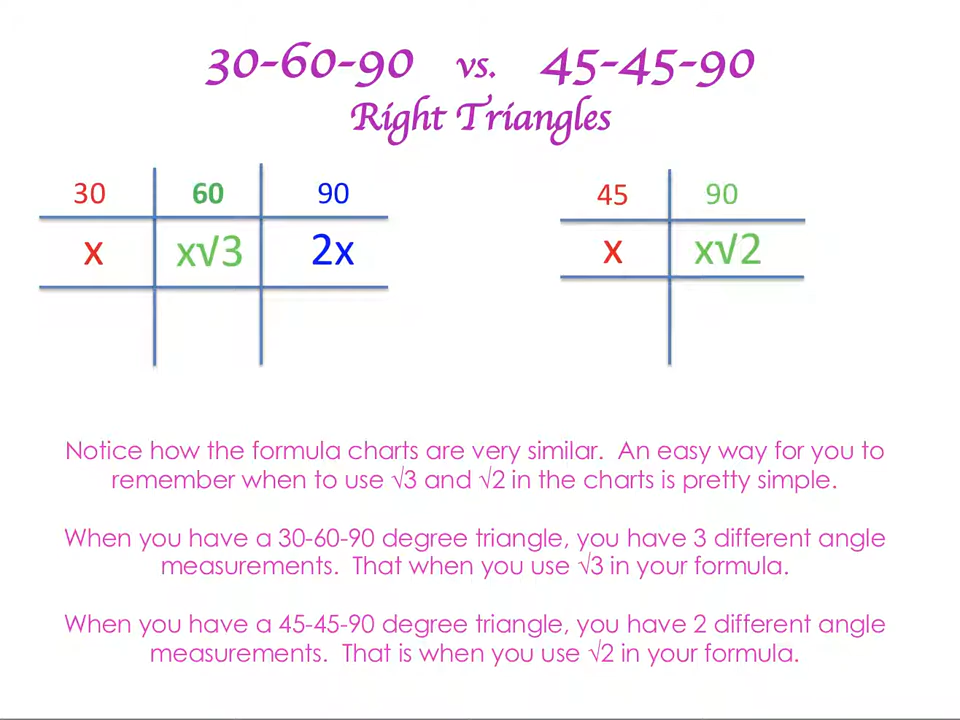 30-60-90 vs. 45-45-90
Right Triangles
30 60 90
x x√3 2x
45 90
x x√2
Notice how the formula charts are very similar. An easy way for you to
remember when to use √3 and √2 in the charts is pretty simple.
When you have a 30-60-90 degree triangle, you have 3 different angle
measurements. That when you use √3 in your formula.
When you have a 45-45-90 degree triangle, you have 2 different angle
measurements. That is when you use √2 in your formula.